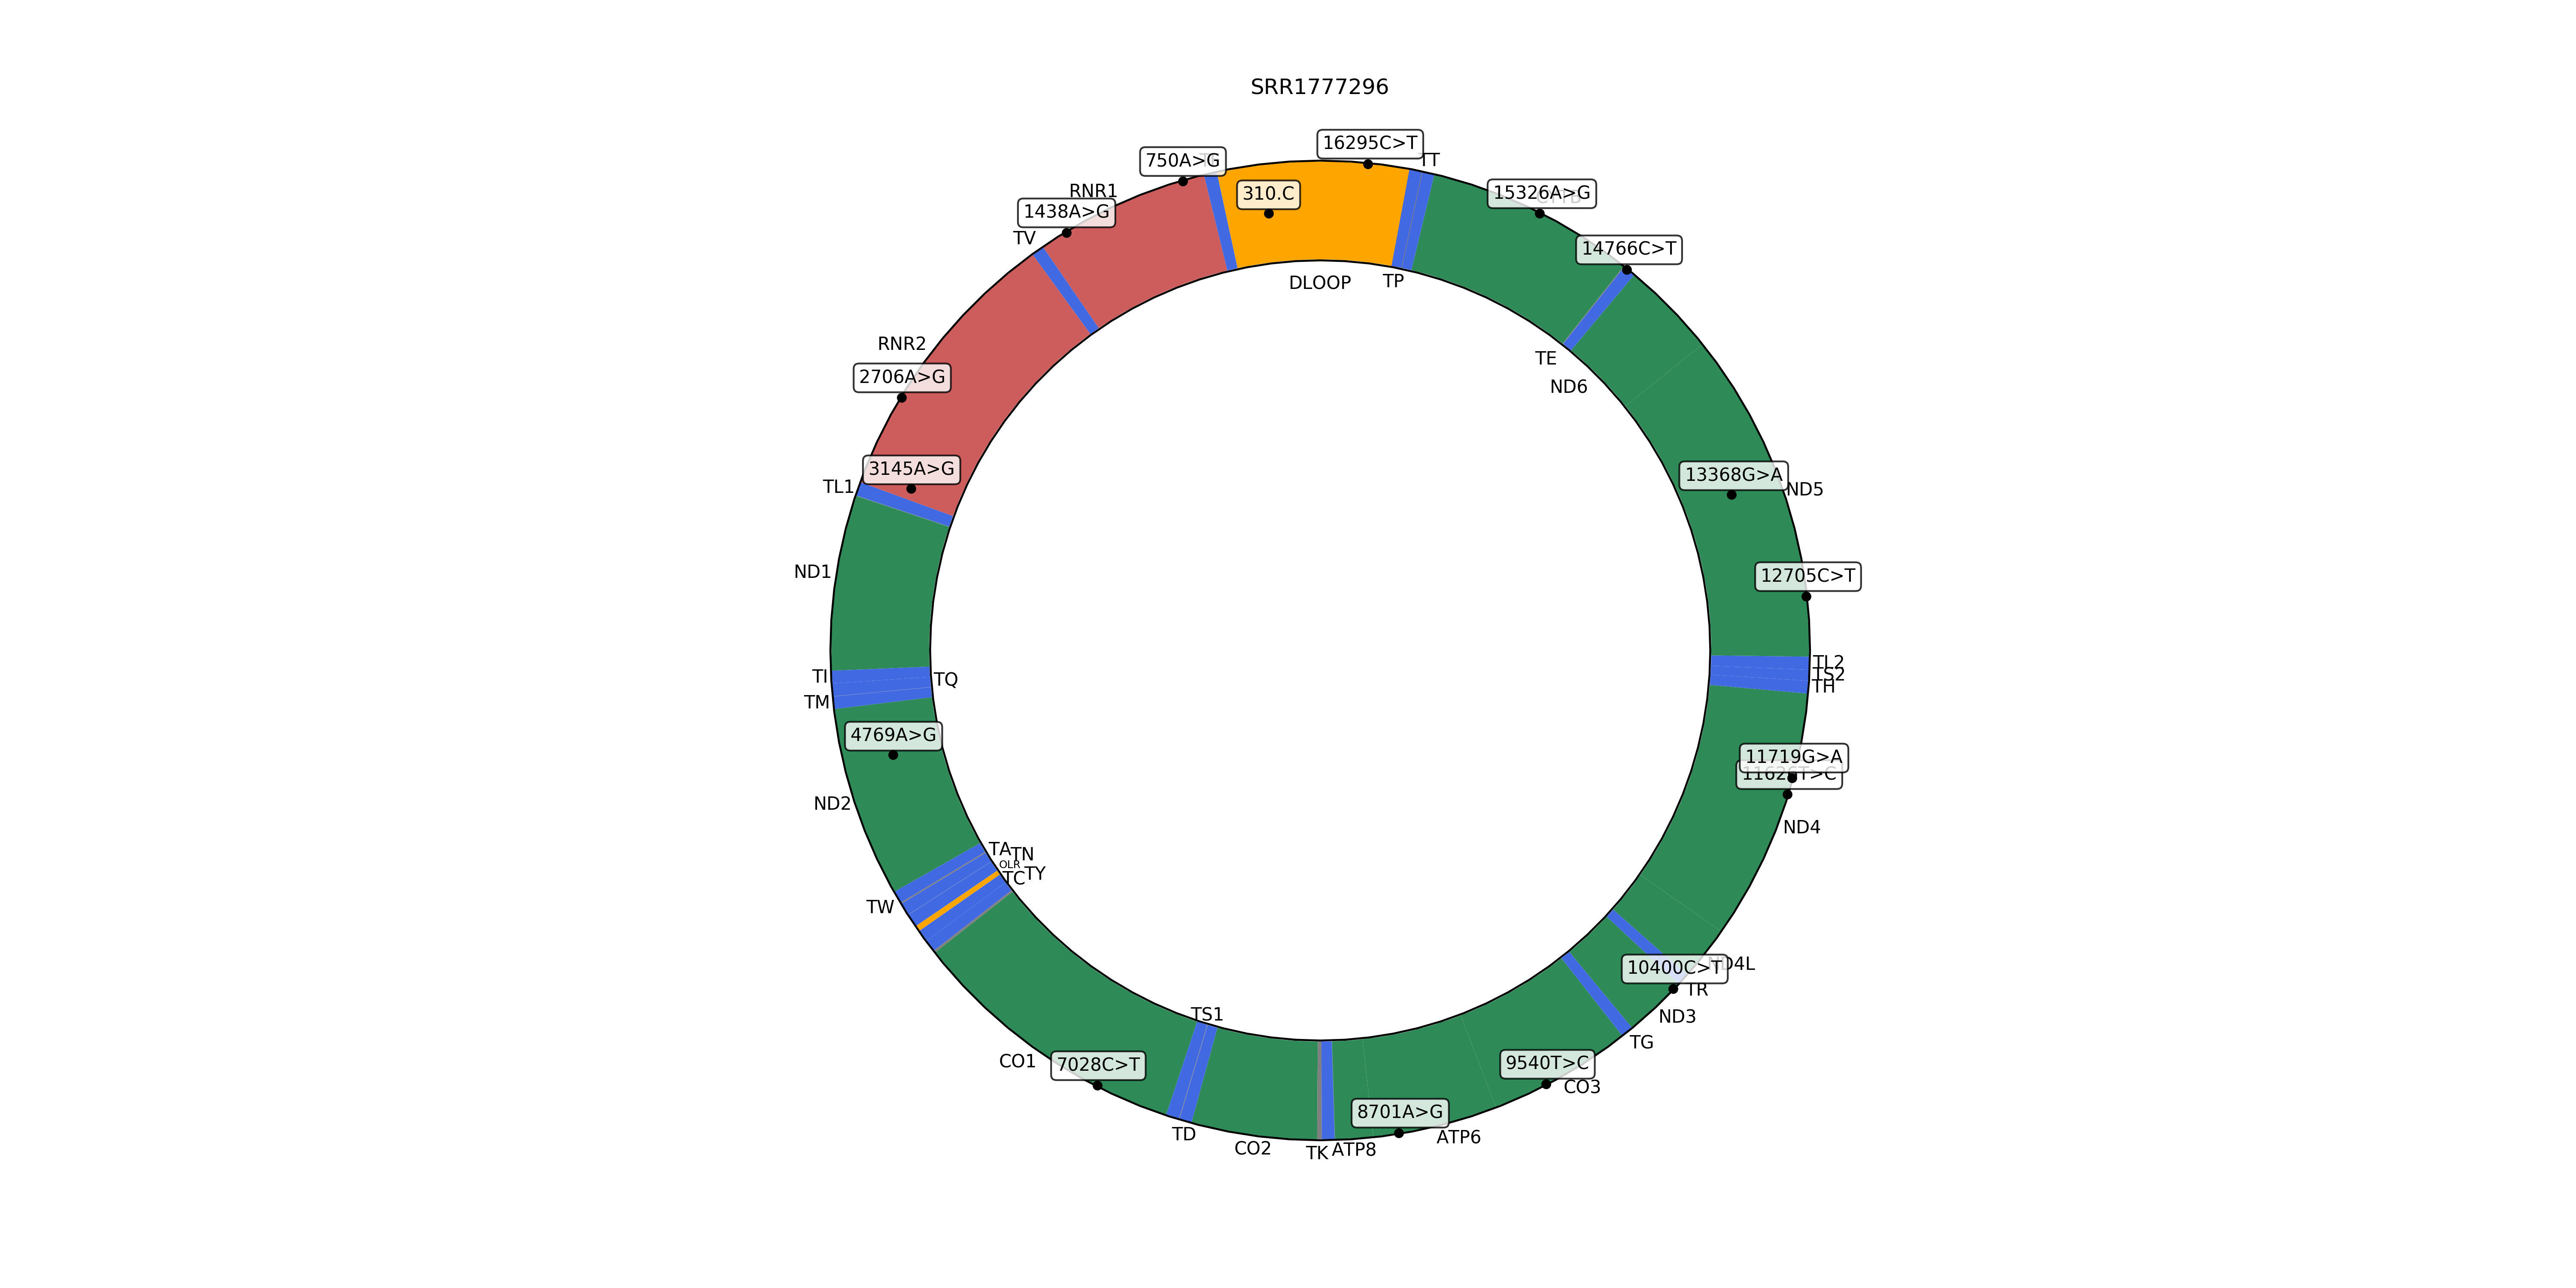 SRR1777296
16295C>T
750A>G
TT
RNR1
310.C
15326A>G
1438A>G
TV
14766C>T
DLOOP
TP
RNR2
TE
2706A>G
ND6
3145A>G
13368G>A
TL1
ND5
ND1
12705C>T
TL2
TI
TQ
TS2
TH
TM
4769A>G
11719G>A
ND2
ND4
TA
TN
OLR
TY
TC
TW
10400C>T
ND4L
TR
TS1
ND3
TG
CO1
7028C>T
9540T>C
CO3
8701A>G
TD
CO2
TK
ATP8
ATP6